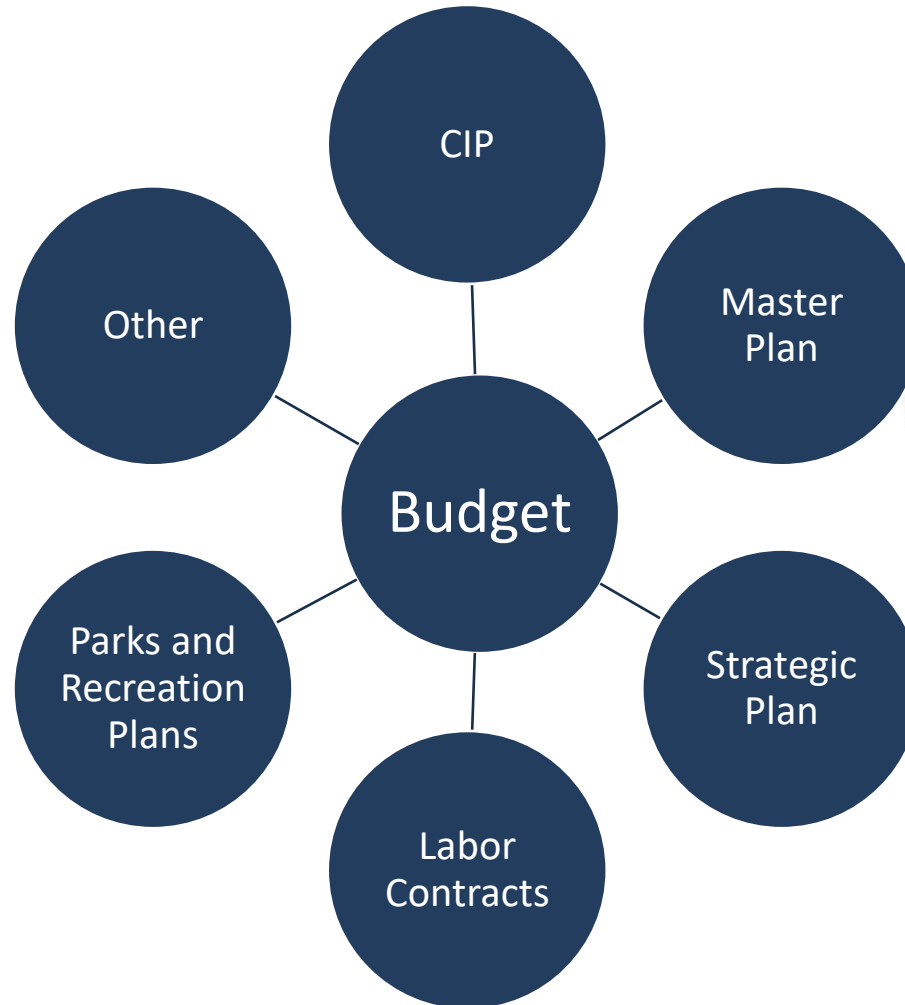 CIP
Other
Master
Plan
Budget
Parks and
Recreation
Plans
Strategic
Plan
Labor
Contracts